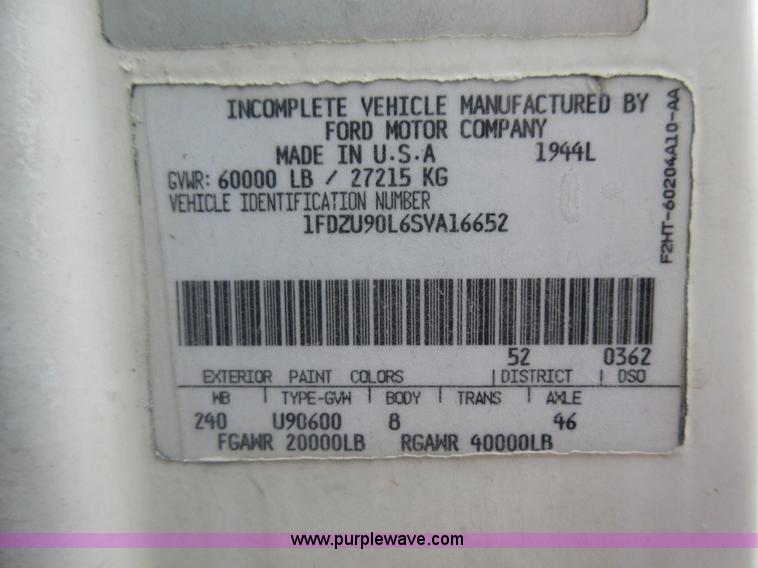 INCOMPLETE VEHICLE MANUFACTURED BY
FORD MOTOR COMPANY
MADE IN U.S.A 1944L
GVWR: 60000 LB / 27215 KG
VEHICLE IDENTIFICATION NUMBER
1FDZU90L6SVA16652
F2HT-60204A10-AA
52 0362
EXTERIOR PAINT COLORS | DISTRICT | DSO
WB | TYPE-GVW | BODY | TRANS | AXLE
240 U90600 8 46
FGAWR 20000LB RGAWR 40000LB
www.purplewave.com